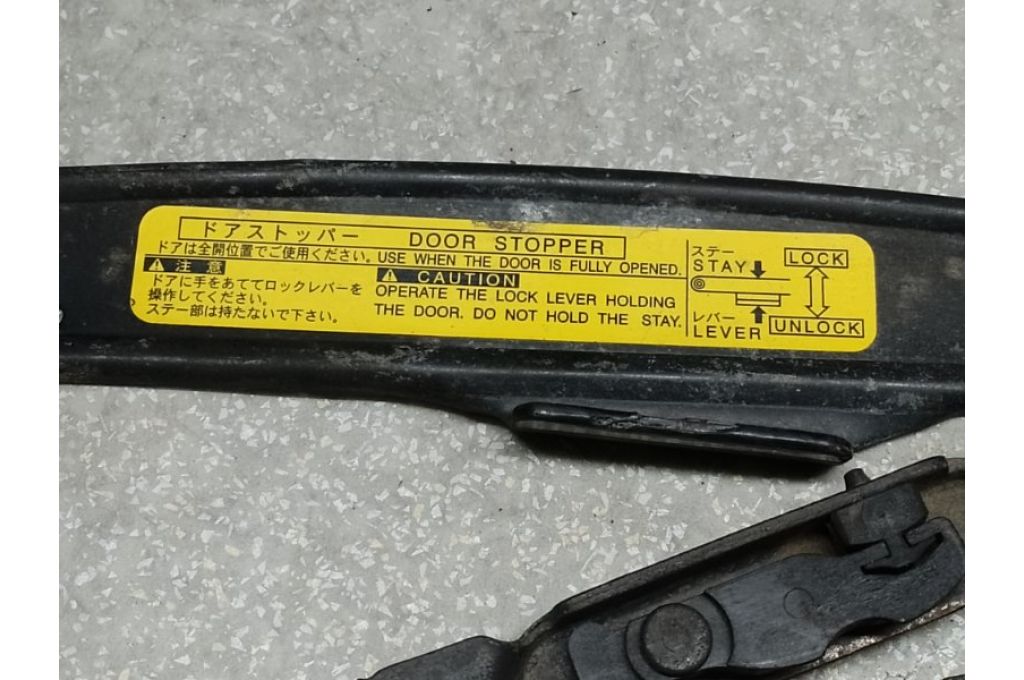 ドアストッパー DOOR STOPPER
ドアは全開位置でご使用ください。
⚠ 注意
ドアに手をあててロックレバーを
操作してください。
ステー部は持たないで下さい。
USE WHEN THE DOOR IS FULLY OPENED.
⚠ CAUTION
OPERATE THE LOCK LEVER HOLDING
THE DOOR. DO NOT HOLD THE STAY.
ステー
STAY
LOCK
レバー
LEVER
UNLOCK